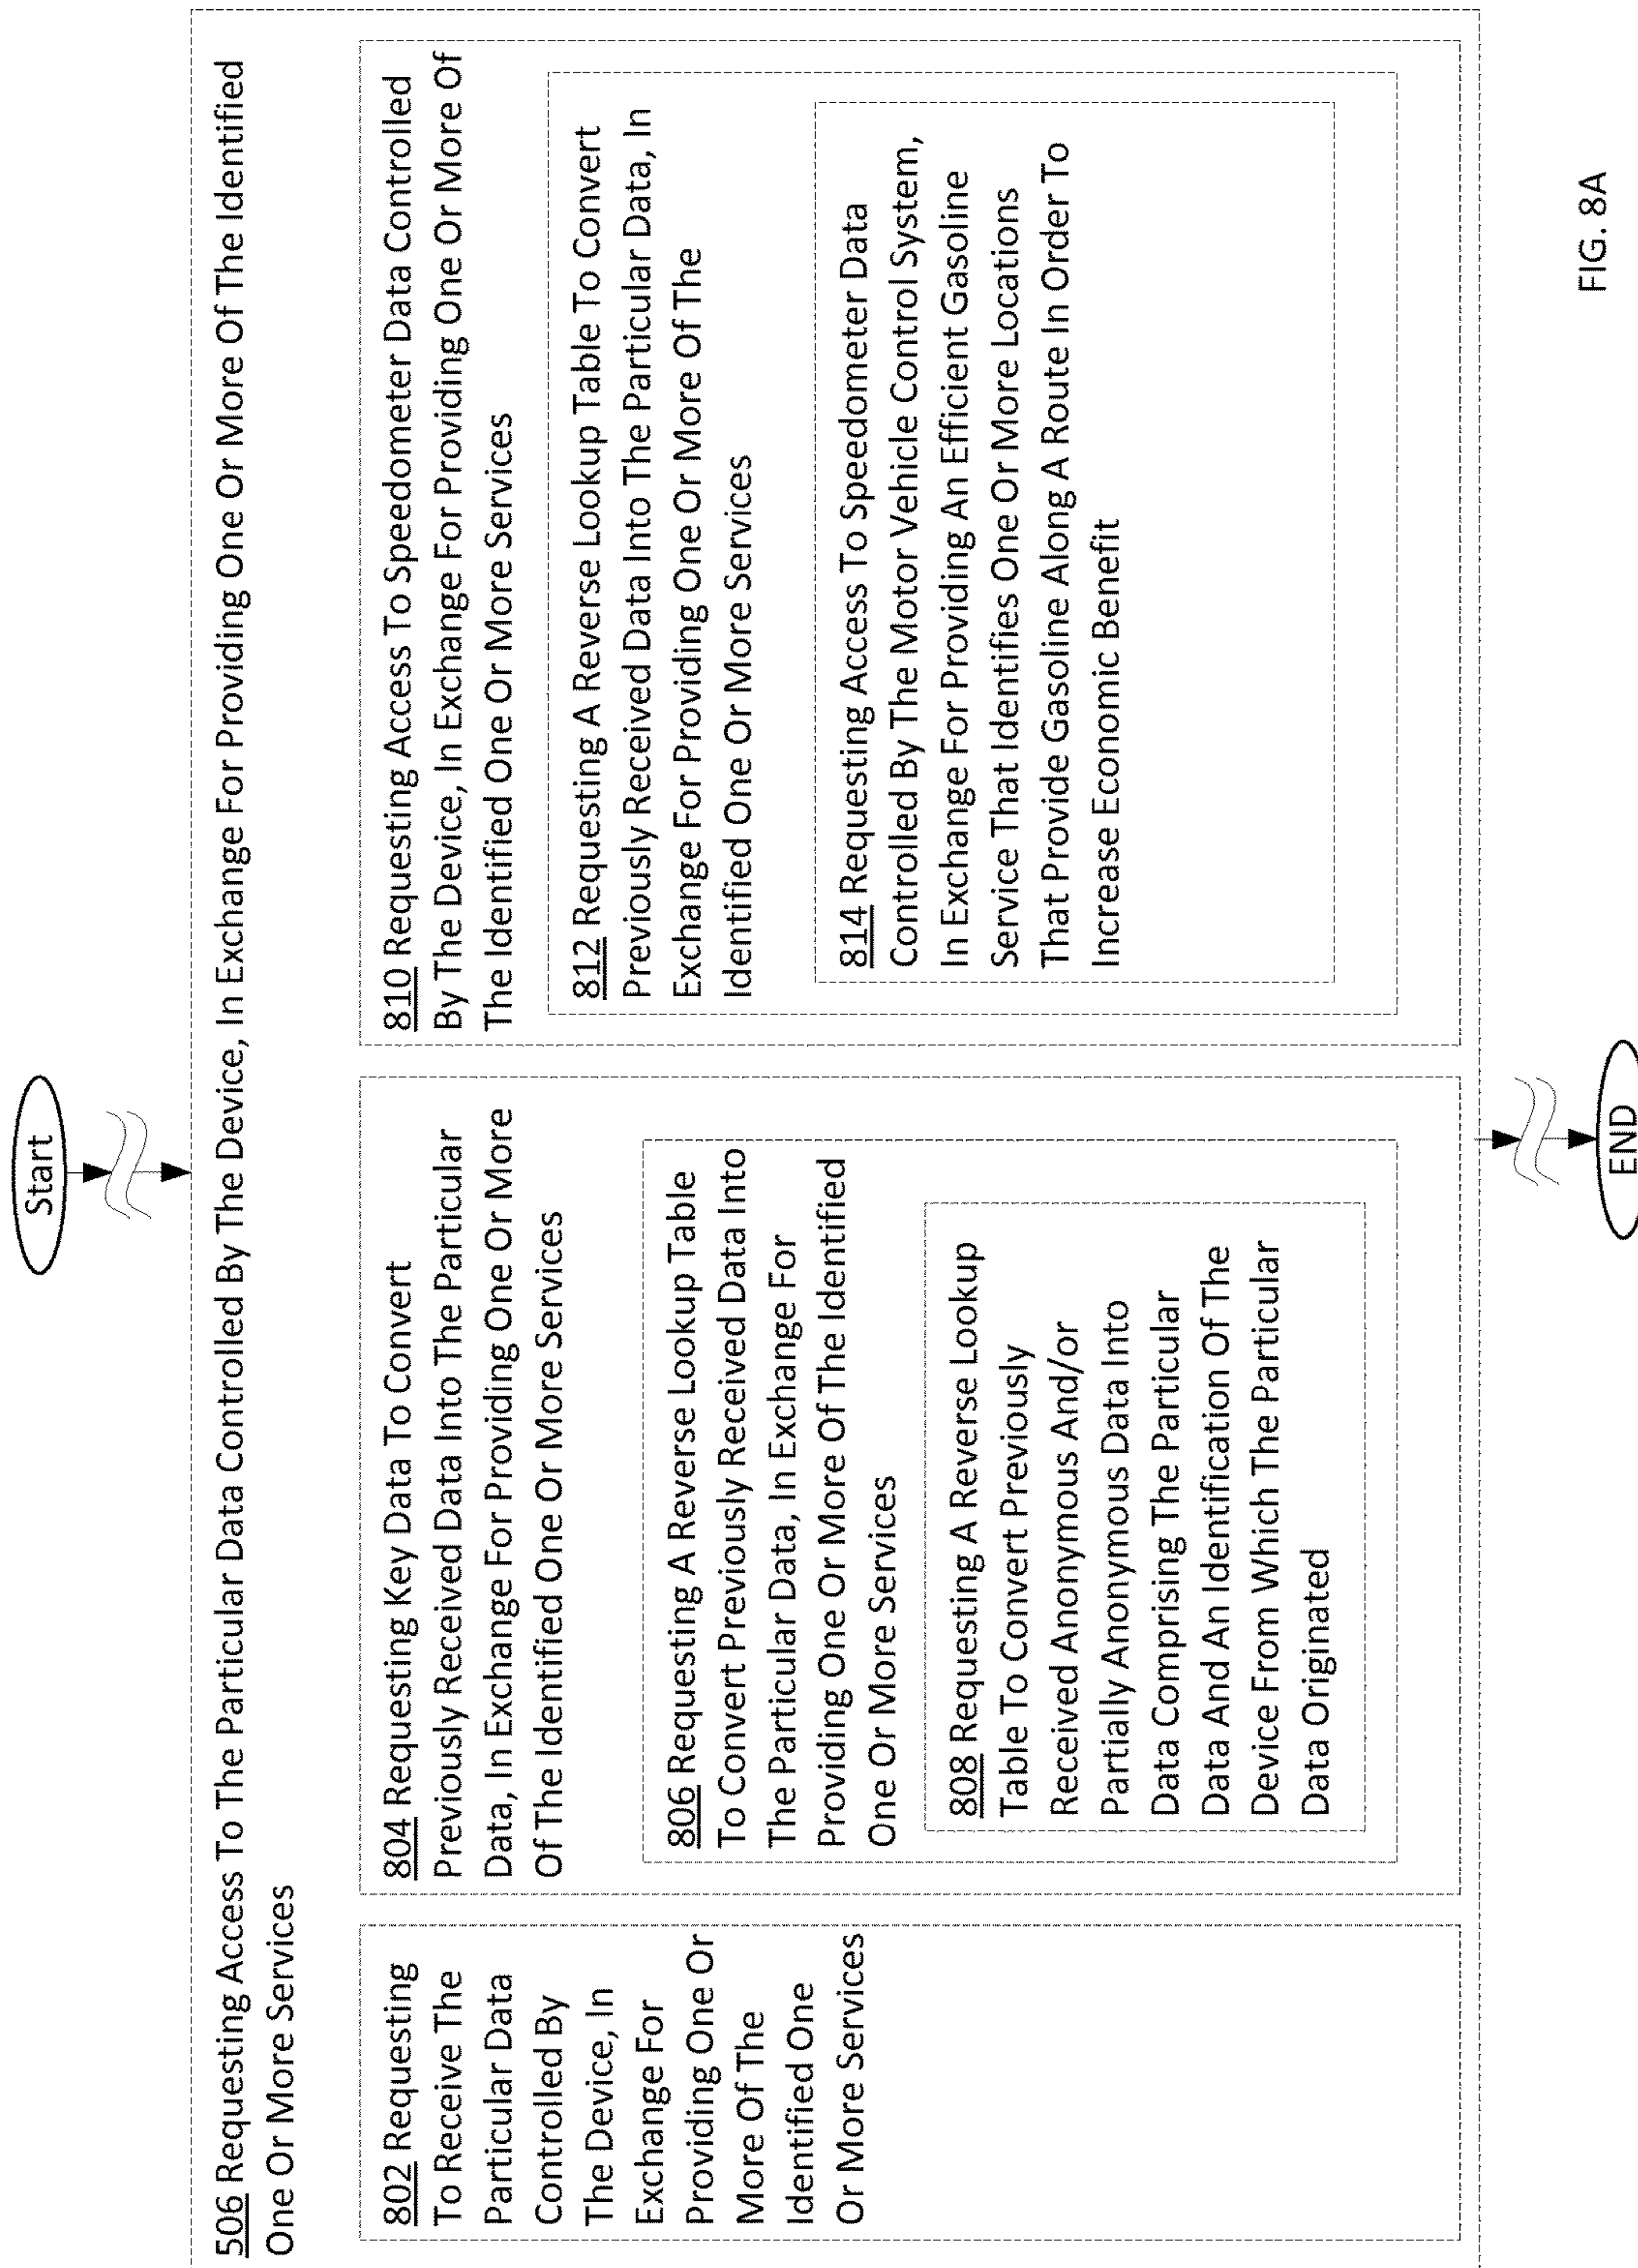 Start
506 Requesting Access To The Particular Data Controlled By The Device, In Exchange For Providing One Or More Of The Identified
One Or More Services
802 Requesting
To Receive The
Particular Data
Controlled By
The Device, In
Exchange For
Providing One Or
More Of The
Identified One
Or More Services
804 Requesting Key Data To Convert
Previously Received Data Into The Particular
Data, In Exchange For Providing One Or More
Of The Identified One Or More Services
806 Requesting A Reverse Lookup Table
To Convert Previously Received Data Into
The Particular Data, In Exchange For
Providing One Or More Of The Identified
One Or More Services
808 Requesting A Reverse Lookup
Table To Convert Previously
Received Anonymous And/or
Partially Anonymous Data Into
Data Comprising The Particular
Data And An Identification Of The
Device From Which The Particular
Data Originated
810 Requesting Access To Speedometer Data Controlled
By The Device, In Exchange For Providing One Or More Of
The Identified One Or More Services
812 Requesting A Reverse Lookup Table To Convert
Previously Received Data Into The Particular Data, In
Exchange For Providing One Or More Of The
Identified One Or More Services
814 Requesting Access To Speedometer Data
Controlled By The Motor Vehicle Control System,
In Exchange For Providing An Efficient Gasoline
Service That Identifies One Or More Locations
That Provide Gasoline Along A Route In Order To
Increase Economic Benefit
END
FIG. 8A